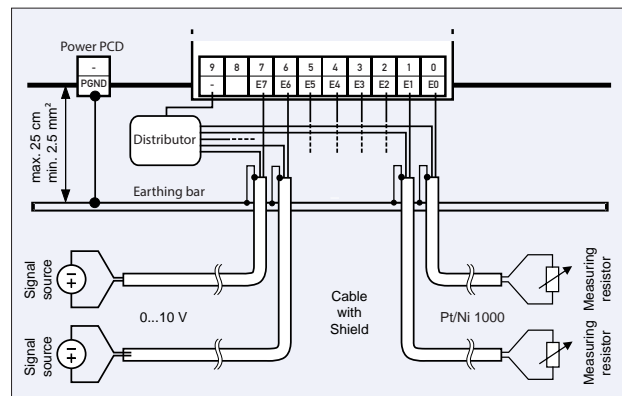 Power PCD
-
PGND
9 8 7 6 5 4 3 2 1 0
- E7 E6 E5 E4 E3 E2 E1 E0
max. 25 cm
min. 2.5 mm²
Distributor
Earthing bar
Signal
source
0...10 V
Signal
source
Cable
with
Shield
Pt/Ni 1000
Measuring
resistor
Measuring
resistor